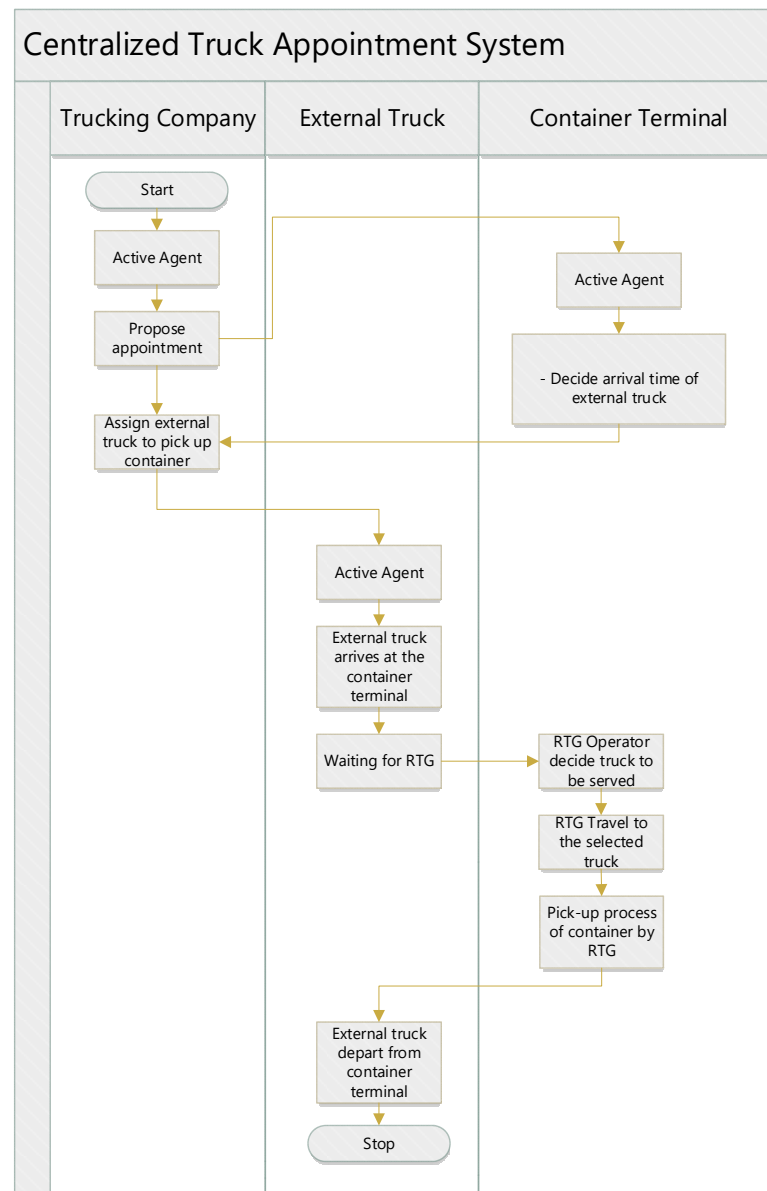 Centralized Truck Appointment System
Trucking Company
External Truck
Container Terminal
Start
Active Agent
Propose
appointment
Active Agent
- Decide arrival time of
external truck
Assign external
truck to pick up
container
Active Agent
External truck
arrives at the
container
terminal
Waiting for RTG
RTG Operator
decide truck to
be served
RTG Travel to
the selected
truck
Pick-up process
of container by
RTG
External truck
depart from
container
terminal
Stop